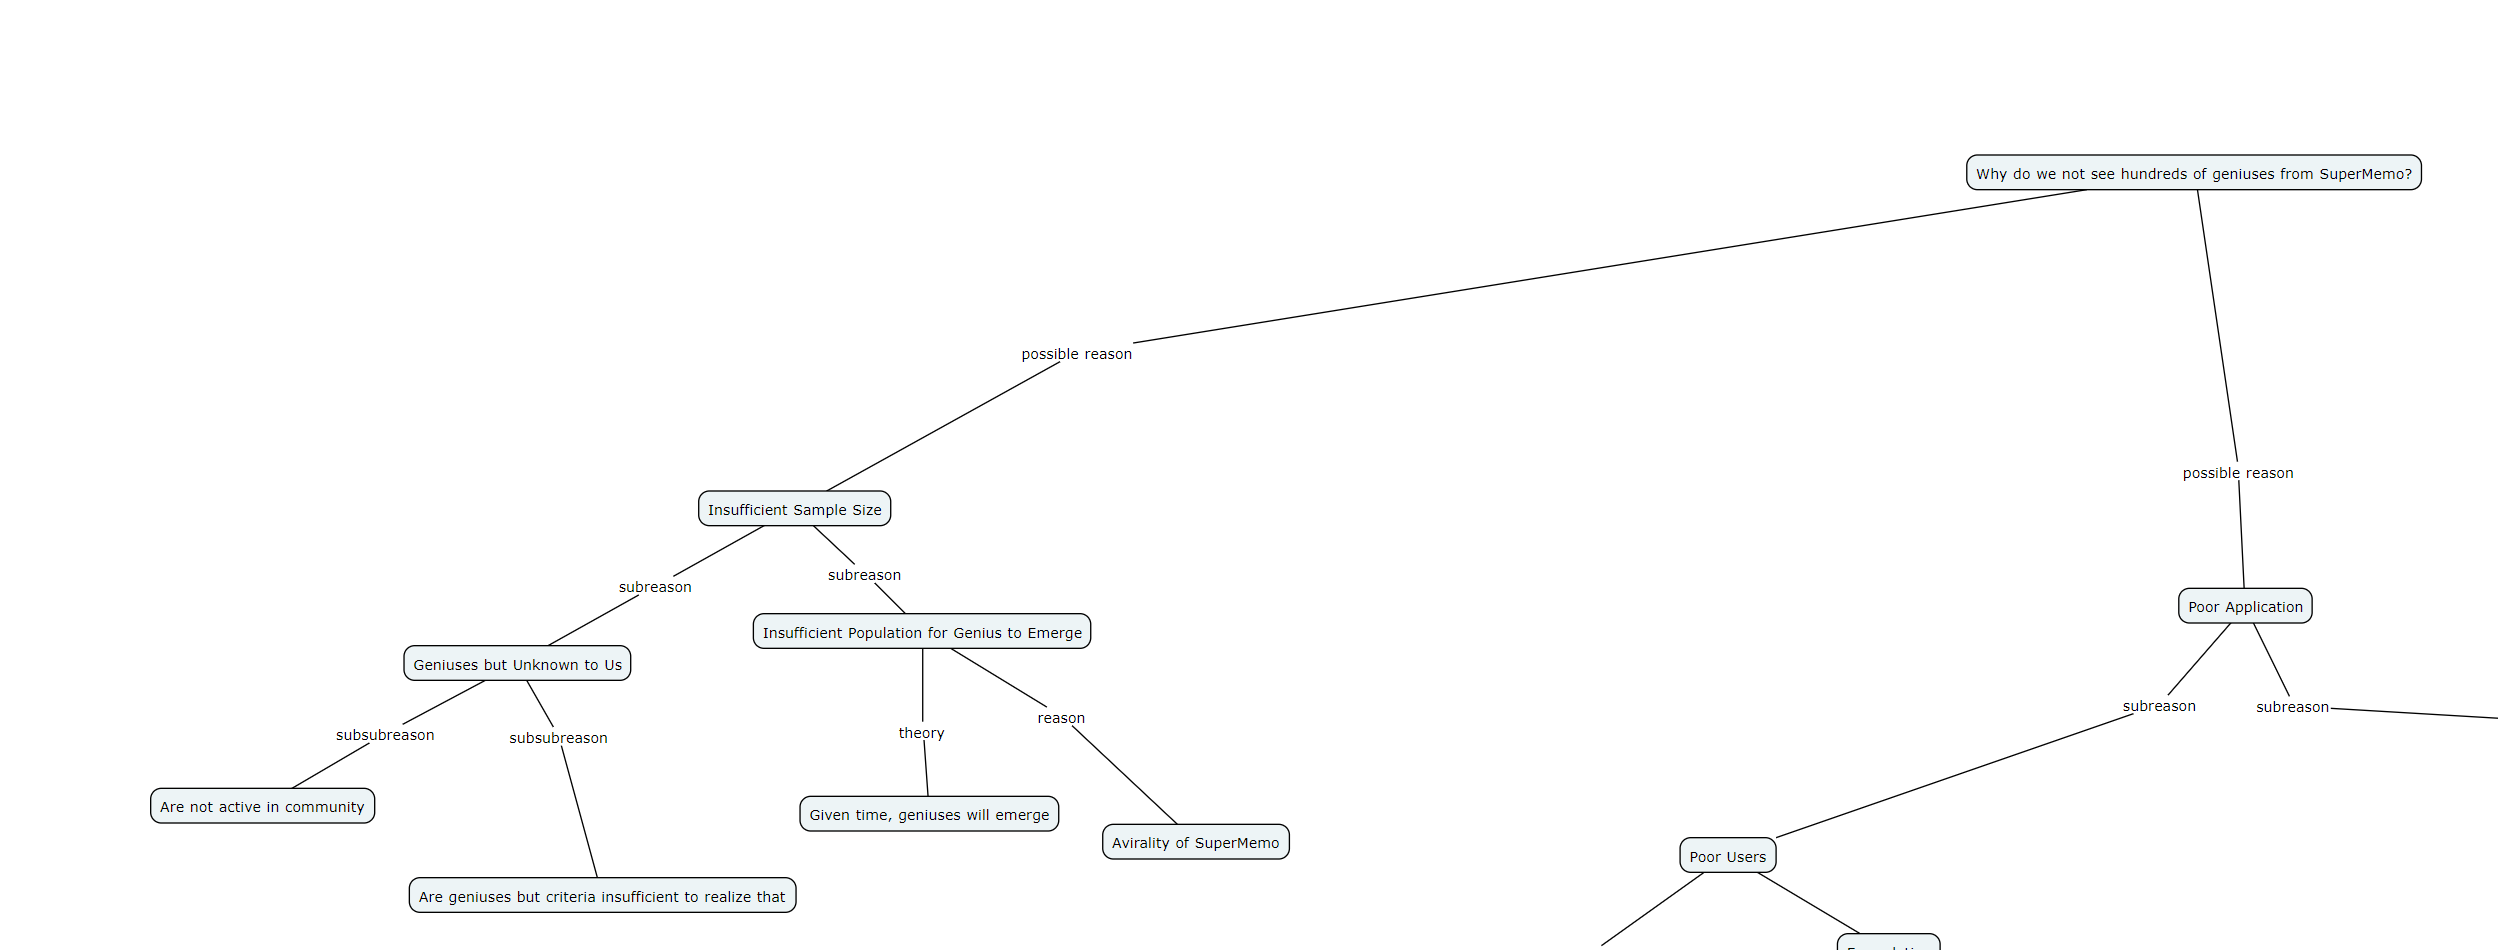 Why do we not see hundreds of geniuses from SuperMemo?
possible reason
possible reason
Insufficient Sample Size
subreason
subreason
Poor Application
Insufficient Population for Genius to Emerge
Geniuses but Unknown to Us
subreason
subreason
reason
theory
subsubreason
subsubreason
Are not active in community
Given time, geniuses will emerge
Avirality of SuperMemo
Poor Users
Are geniuses but criteria insufficient to realize that